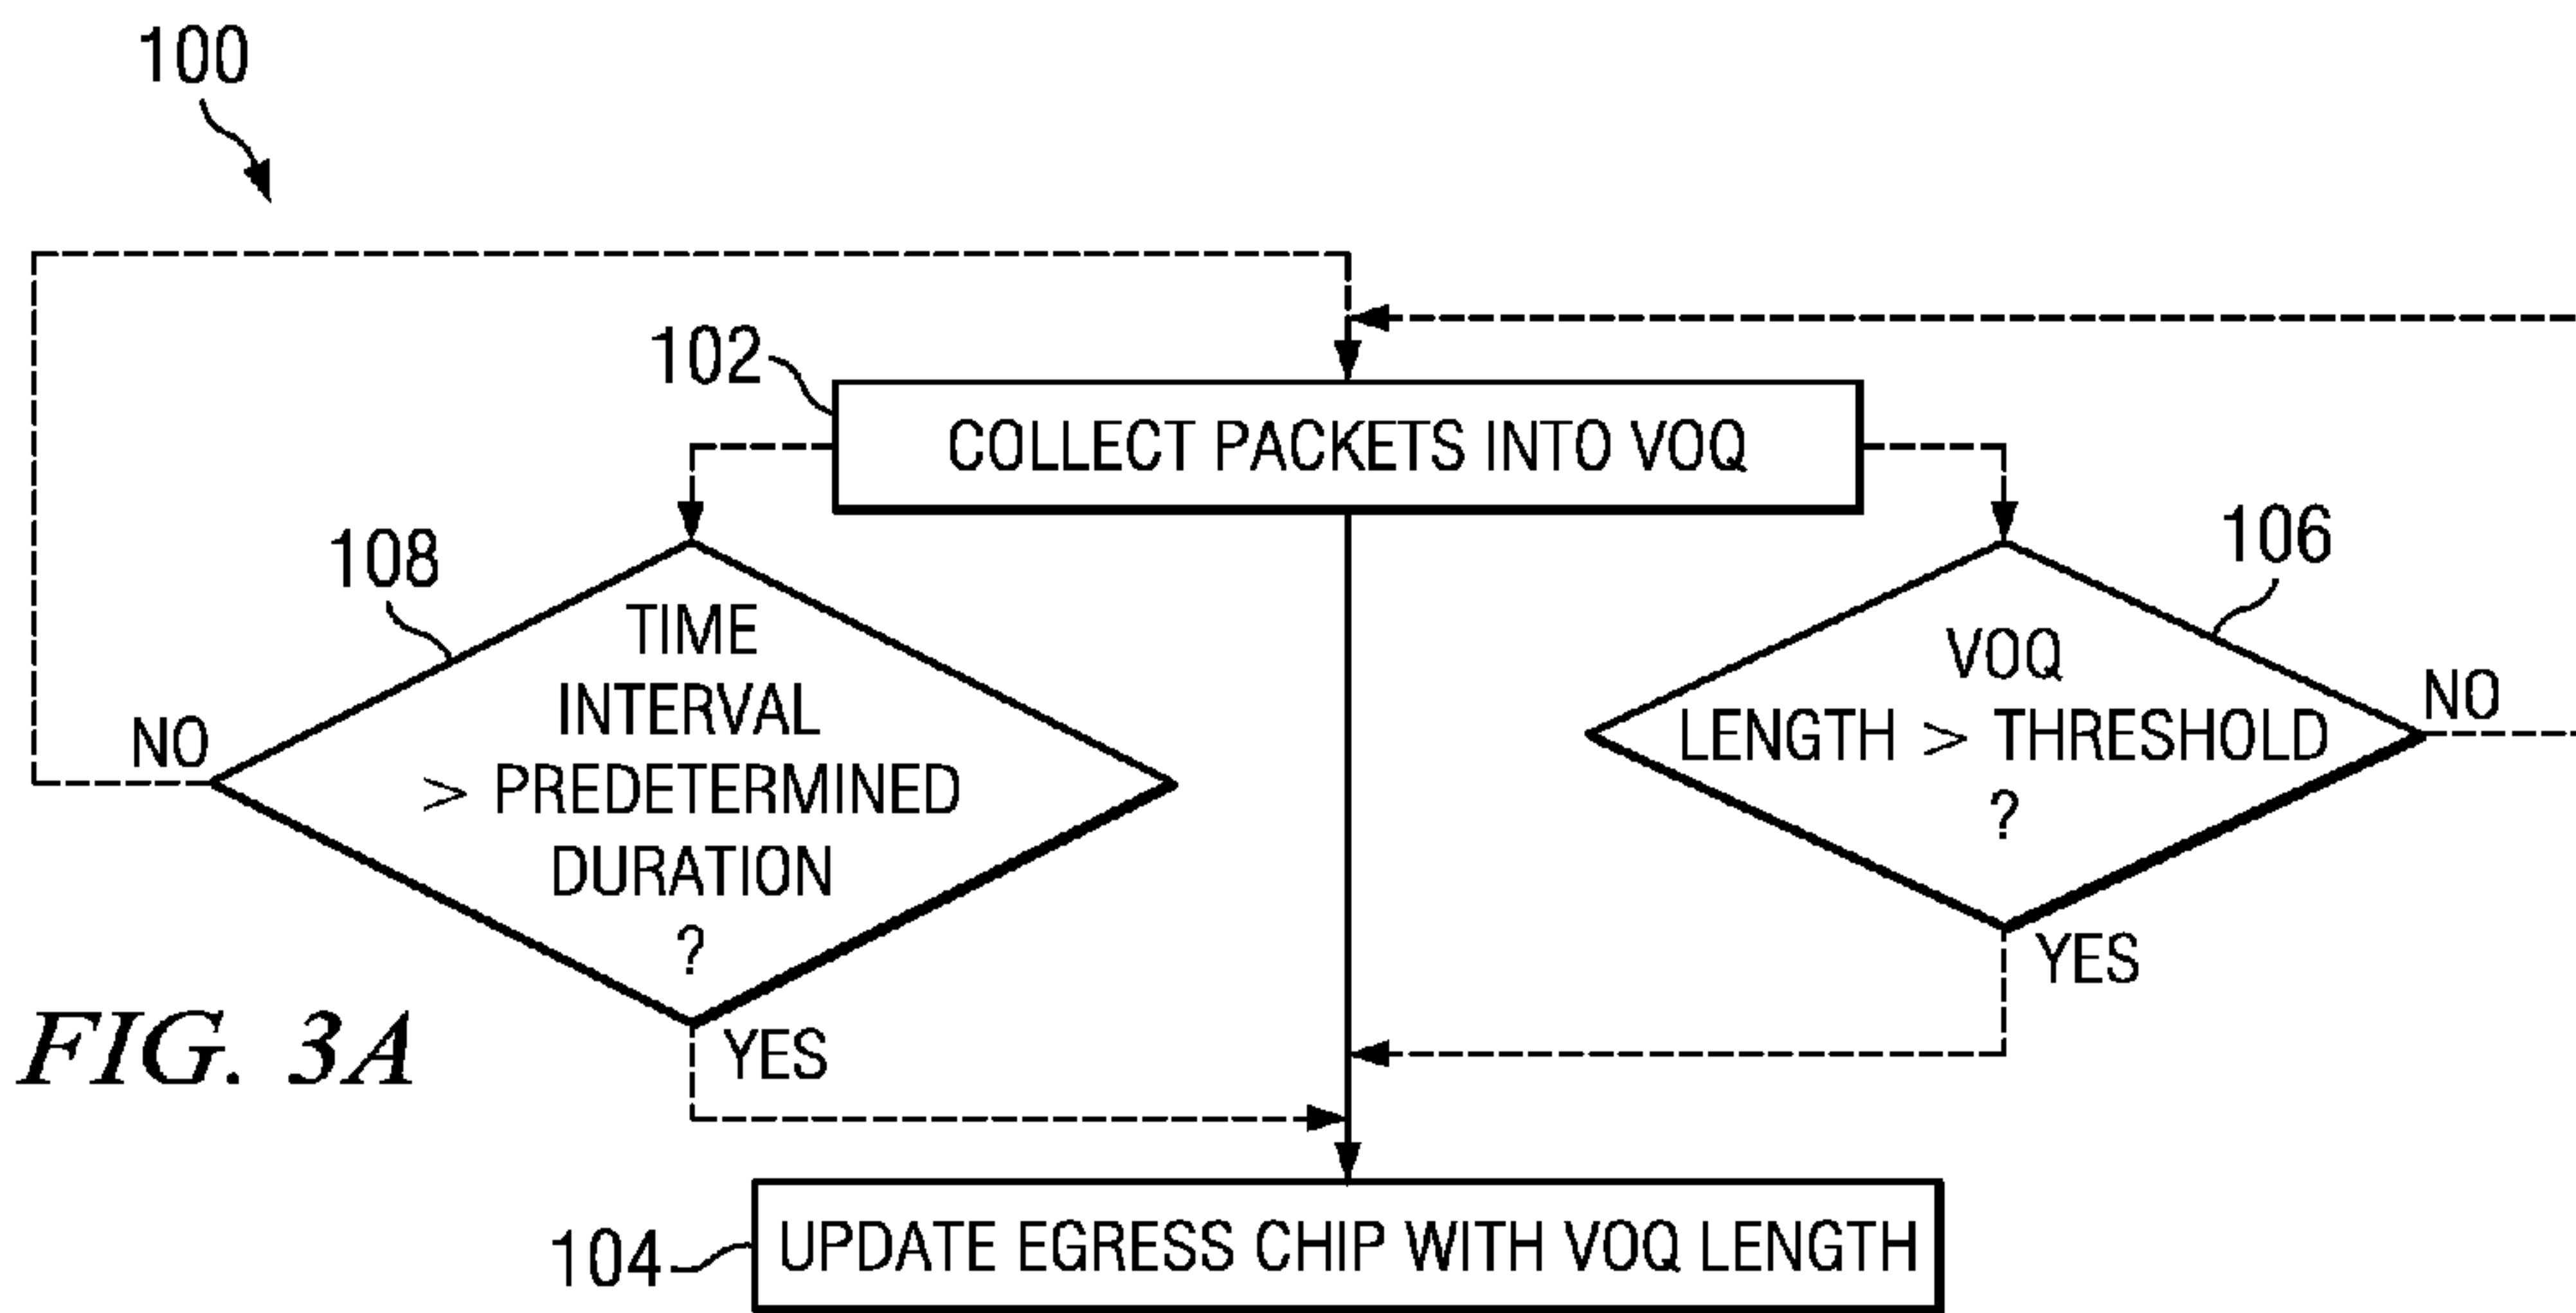 100
102
COLLECT PACKETS INTO VOQ
108
TIME
INTERVAL
> PREDETERMINED
DURATION
?
NO
YES
106
VOQ
LENGTH > THRESHOLD
?
NO
YES
FIG. 3A
104
UPDATE EGRESS CHIP WITH VOQ LENGTH